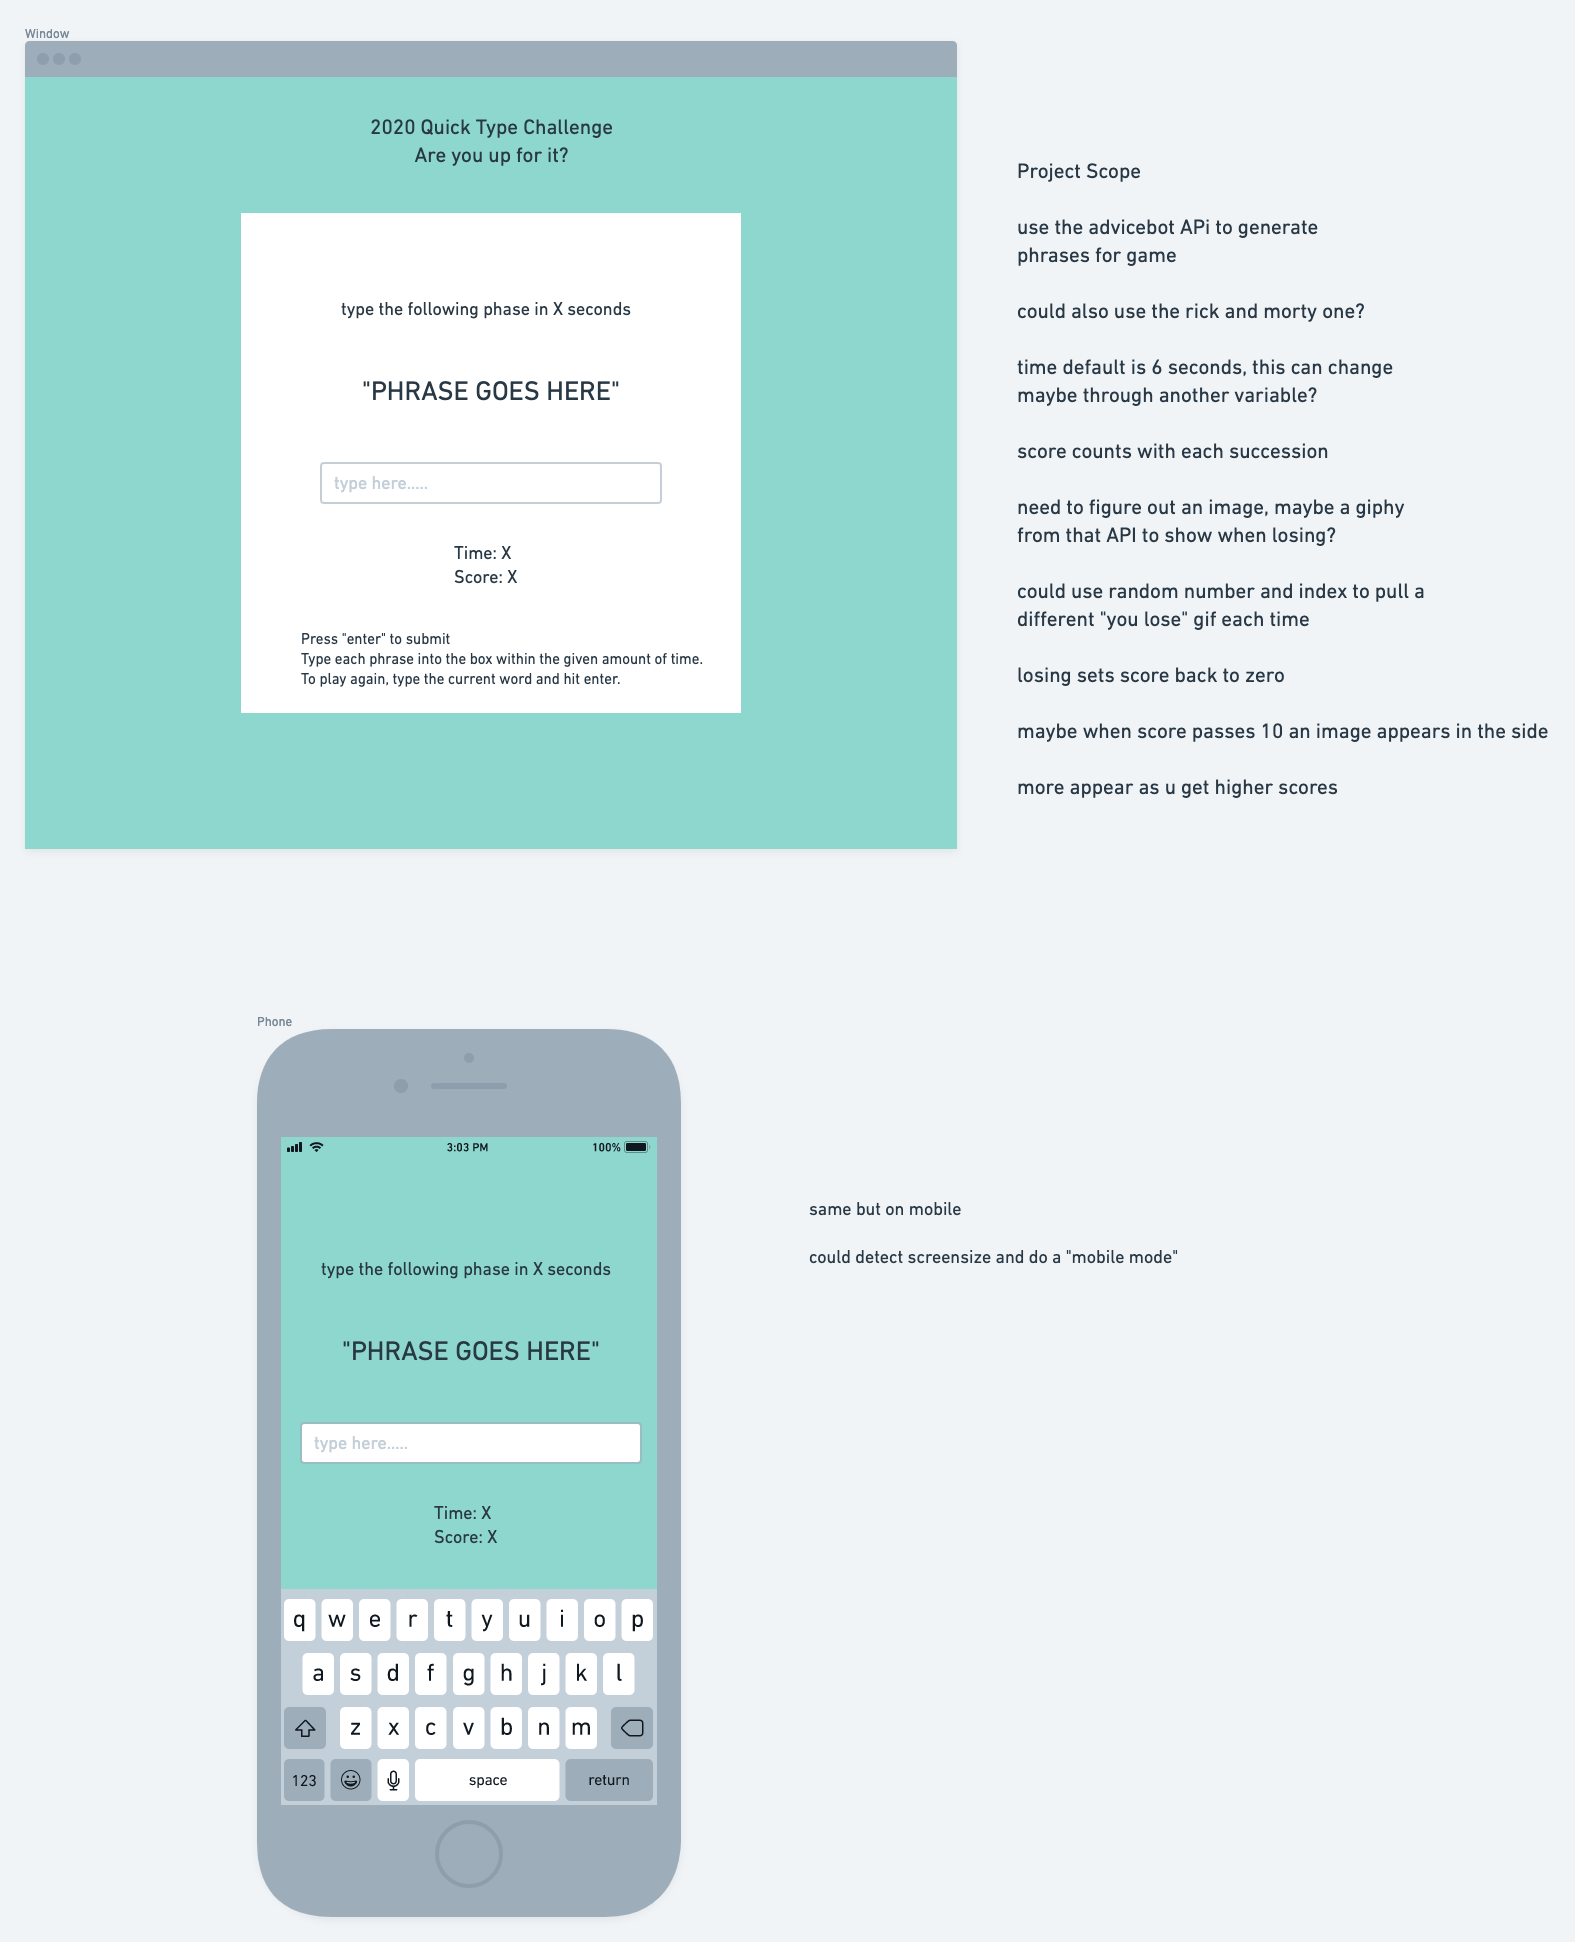 Window
2020 Quick Type Challenge
Are you up for it?
type the following phase in X seconds
"PHRASE GOES HERE"
type here.....
Time: X
Score: X
Press "enter" to submit
Type each phrase into the box within the given amount of time.
To play again, type the current word and hit enter.
Project Scope
use the advicebot APi to generate
phrases for game
could also use the rick and morty one?
time default is 6 seconds, this can change
maybe through another variable?
score counts with each succession
need to figure out an image, maybe a giphy
from that API to show when losing?
could use random number and index to pull a
different "you lose" gif each time
losing sets score back to zero
maybe when score passes 10 an image appears in the side
more appear as u get higher scores
Phone
3:03 PM
100%
type the following phase in X seconds
"PHRASE GOES HERE"
type here.....
Time: X
Score: X
q w e r t y u i o p
a s d f g h j k l
z x c v b n m
123 space return
same but on mobile
could detect screensize and do a "mobile mode"